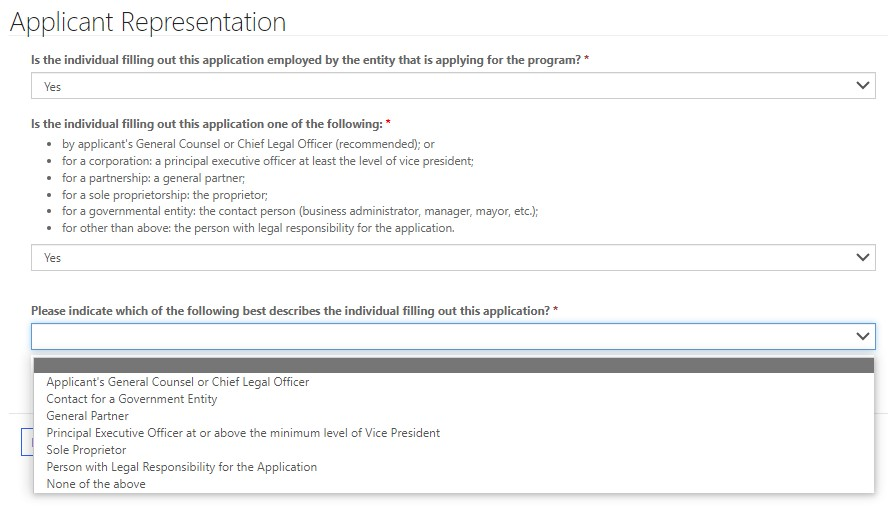 Applicant Representation
Is the individual filling out this application employed by the entity that is applying for the program? *
Yes
Is the individual filling out this application one of the following: *
• by applicant's General Counsel or Chief Legal Officer (recommended); or
• for a corporation: a principal executive officer at least the level of vice president;
• for a partnership: a general partner;
• for a sole proprietorship: the proprietor;
• for a governmental entity: the contact person (business administrator, manager, mayor, etc.);
• for other than above: the person with legal responsibility for the application.
Yes
Please indicate which of the following best describes the individual filling out this application? *
Applicant's General Counsel or Chief Legal Officer
Contact for a Government Entity
General Partner
Principal Executive Officer at or above the minimum level of Vice President
Sole Proprietor
Person with Legal Responsibility for the Application
None of the above